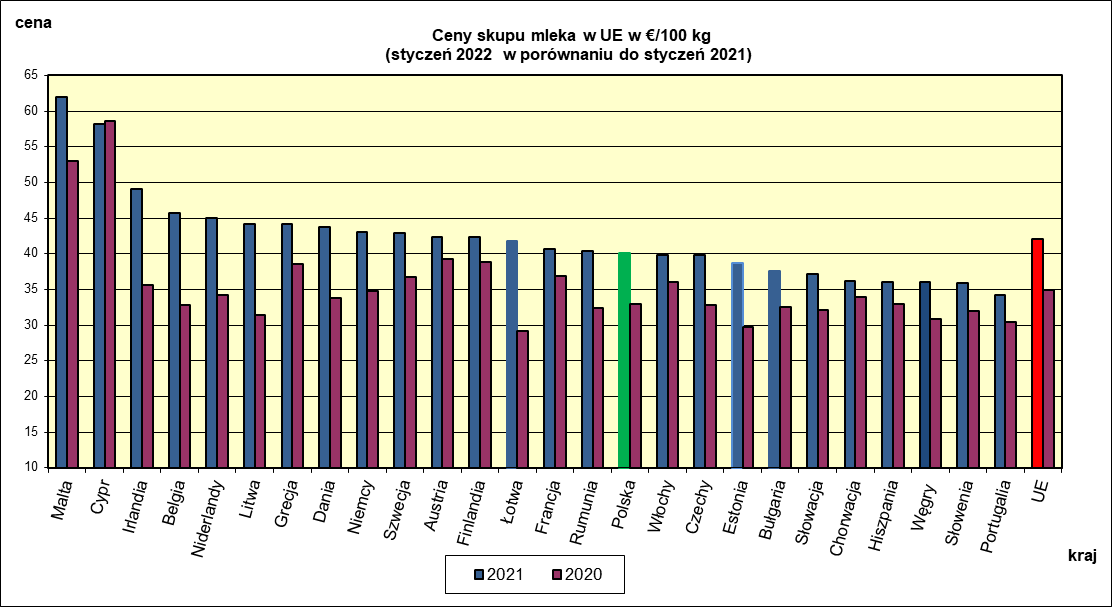 cena
Ceny skupu mleka w UE w €/100 kg
(styczeń 2022 w porównaniu do styczeń 2021)
65
60
55
50
45
40
35
30
25
20
15
10
Malta
Cypr
Irlandia
Belgia
Niderlandy
Litwa
Grecja
Dania
Niemcy
Szwecja
Austria
Finlandia
Łotwa
Francja
Rumunia
Polska
Włochy
Czechy
Estonia
Bułgaria
Słowacja
Chorwacja
Hiszpania
Węgry
Słowenia
Portugalia
UE
kraj
2021
2020